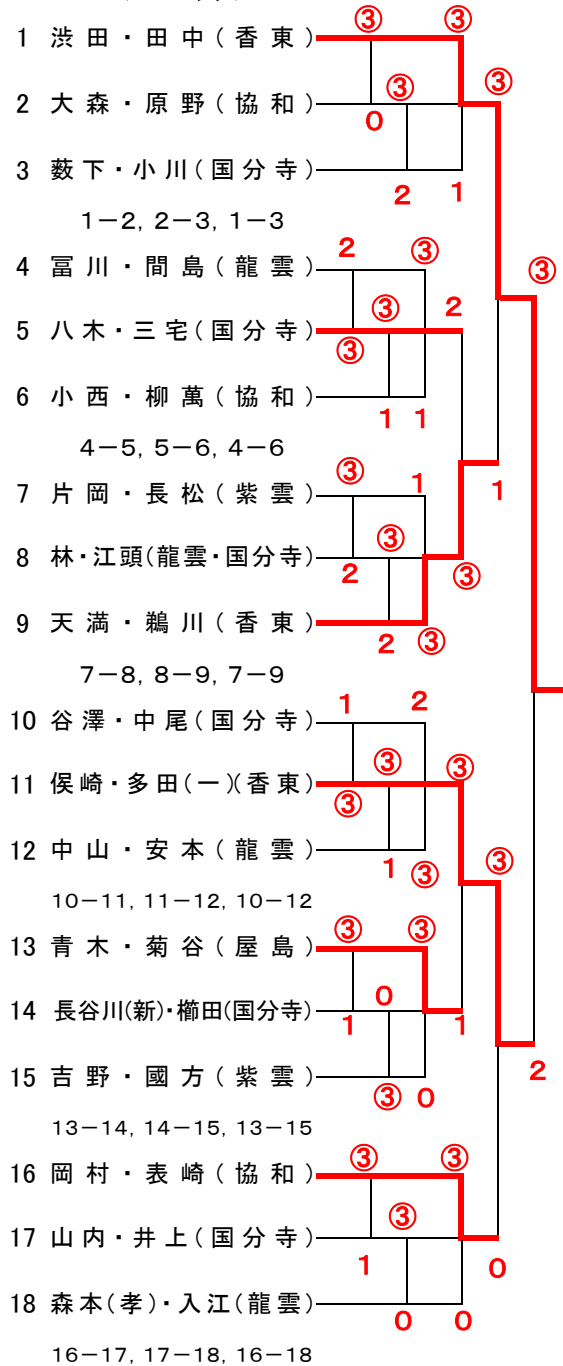 ③ ③
1 渋田・田中(香東)
③
③
2 大森・原野(協和)
0
3 薮下・小川(国分寺)
2 1
1－2, 2－3, 1－3
2 ③
③
4 冨川・間島(龍雲)
③ 2
5 八木・三宅(国分寺)
③
6 小西・柳萬(協和)
1 1
4－5, 5－6, 4－6
③ 1
1
7 片岡・長松(紫雲)
③
8 林・江頭(龍雲・国分寺)
2 ③
9 天満・鵜川(香東)
2 ③
7－8, 8－9, 7－9
1 2
10 谷澤・中尾(国分寺)
③ ③
11 俣崎・多田(一)(香東)
③
12 中山・安本(龍雲)
1 ③
③
10－11, 11－12, 10－12
③ ③
13 青木・菊谷(屋島)
0
14 長谷川(新)・櫛田(国分寺)
1 1
2
15 吉野・國方(紫雲)
③ 0
13－14, 14－15, 13－15
③ ③
16 岡村・表崎(協和)
③
17 山内・井上(国分寺)
1 0
18 森本(孝)・入江(龍雲)
0 0
16－17, 17－18, 16－18